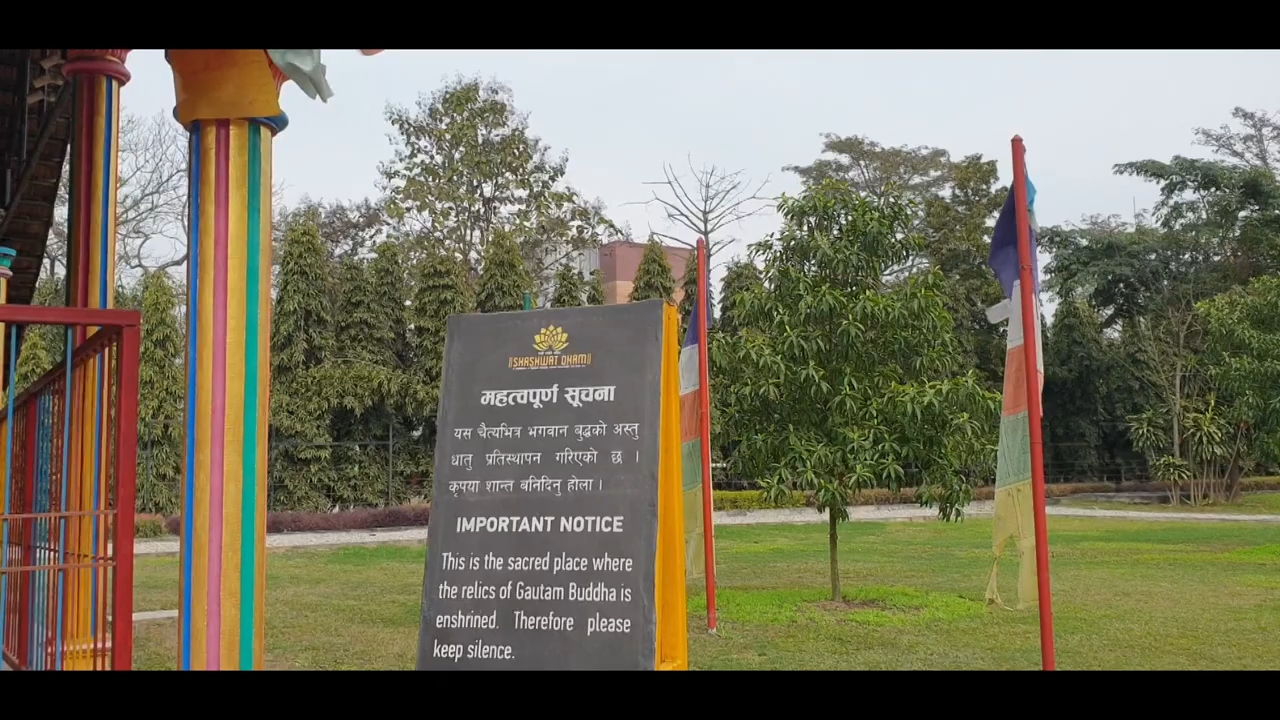 ||SHASHWAT DHAM||
महत्वपूर्ण सूचना
यस चैत्यभित्र भगवान बुद्धको अस्तु
धातु प्रतिस्थापन गरिएको छ ।
कृपया शान्त बनिदिनु होला ।
IMPORTANT NOTICE
This is the sacred place where
the relics of Gautam Buddha is
enshrined. Therefore please
keep silence.